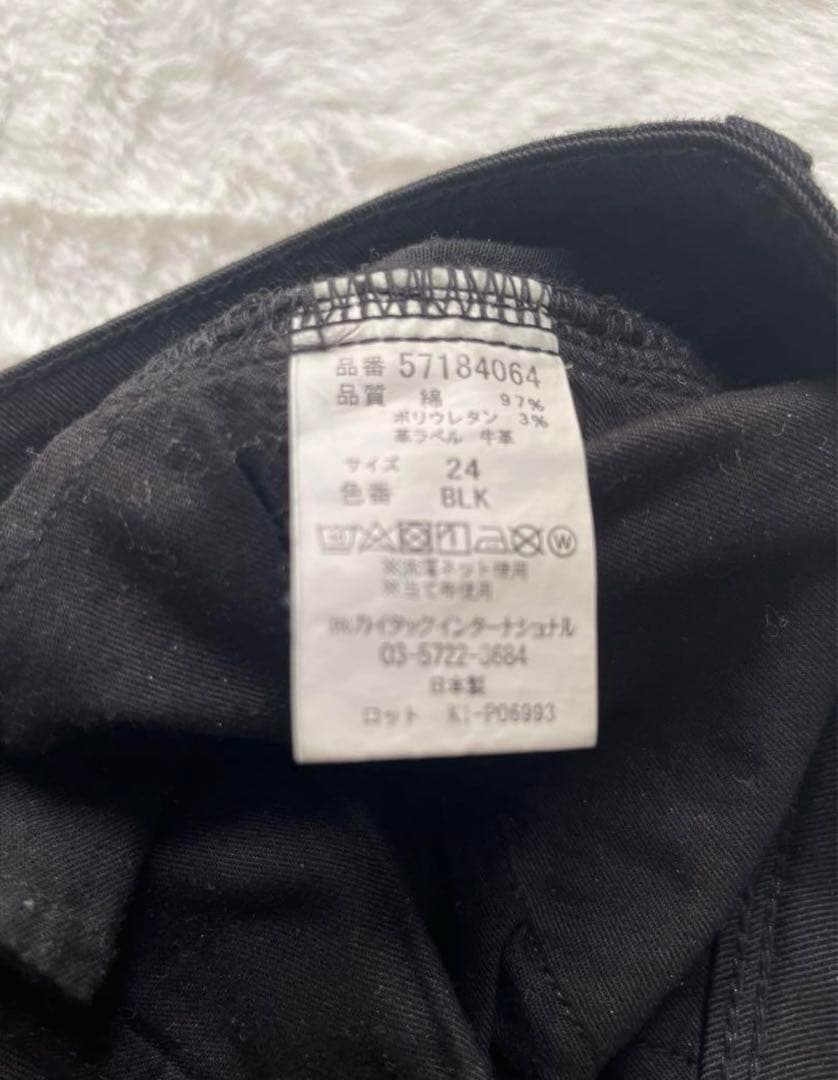 品番 57184064
品質 綿 97%
ポリウレタン 3%
革ラベル 牛革
サイズ 24
色番 BLK
W
※洗濯ネット使用
※当て布使用
カイタックインターナショナル
03-5722-3684
日本製
ロット KI-P06993